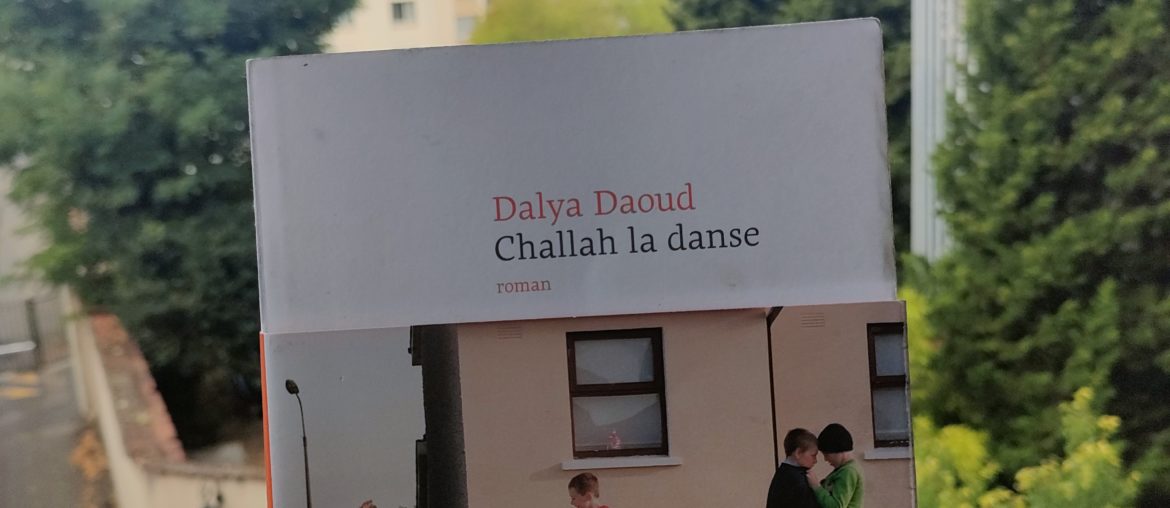 Dalya Daoud
Challah la danse
roman